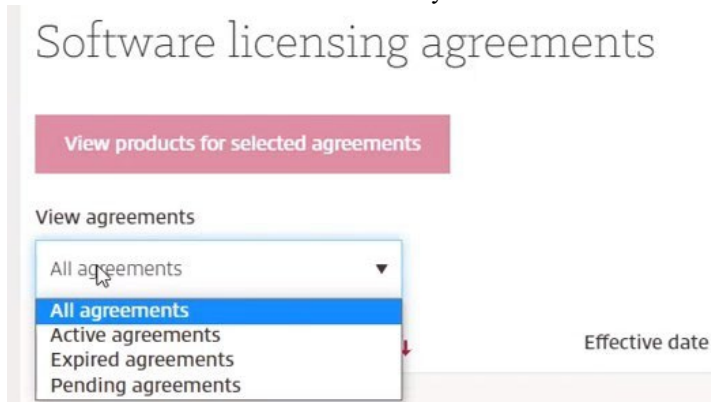 Software licensing agreements
View products for selected agreements
View agreements
All agreements
All agreements
Active agreements
Expired agreements
Pending agreements
Effective date